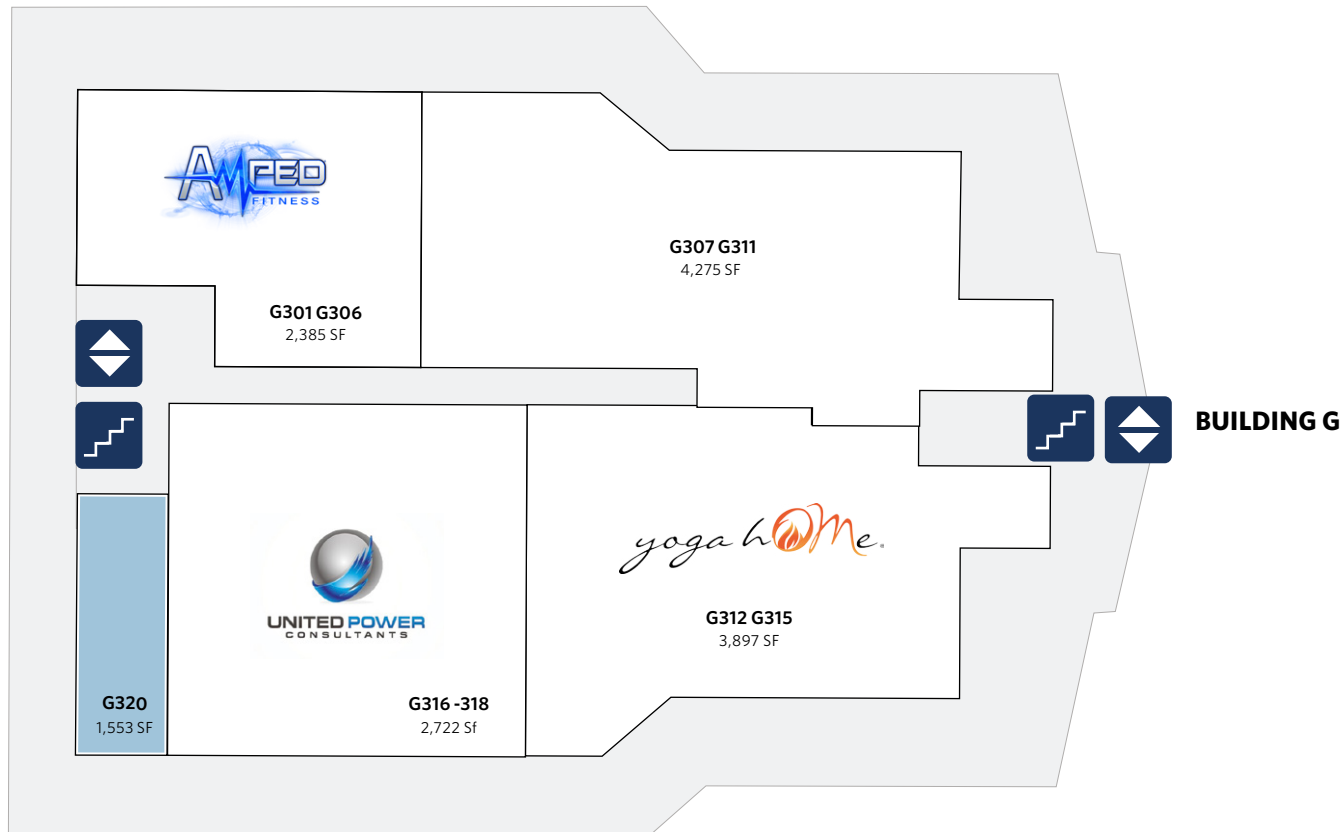 AMPED
FITNESS
G301 G306
2,385 SF
G307 G311
4,275 SF
BUILDING G
UNITED POWER
CONSULTANTS
yoga hOMe®
G312 G315
3,897 SF
G320
1,553 SF
G316 -318
2,722 Sf